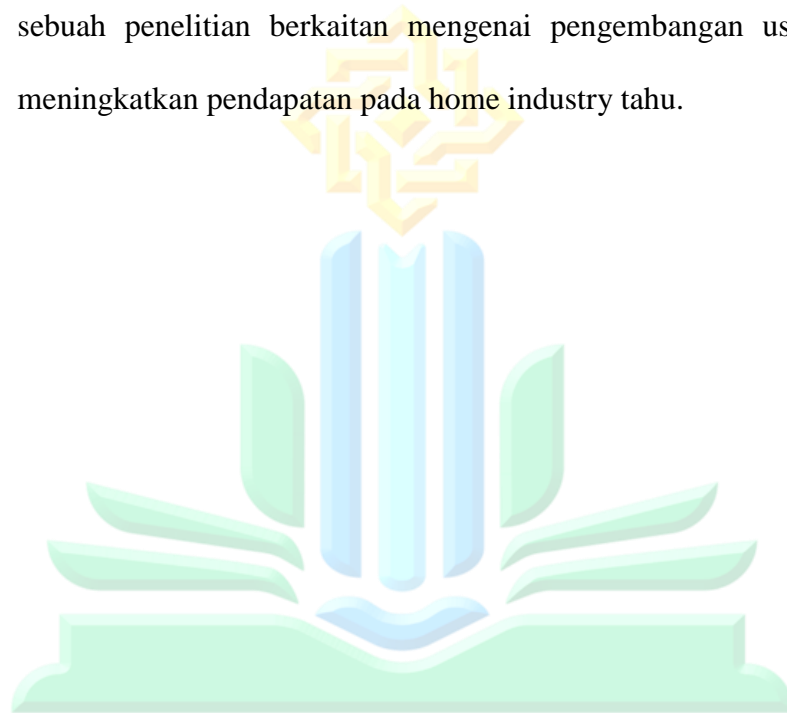 sebuah penelitian berkaitan mengenai pengembangan
meningkatkan pendapatan pada home industry tahu.